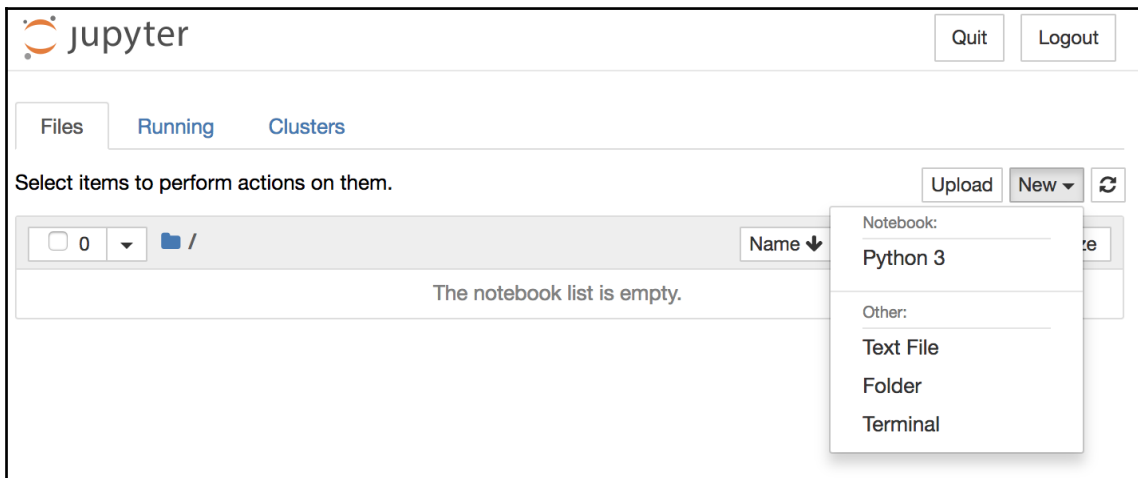 jupyter
Quit Logout
Files Running Clusters
Select items to perform actions on them.
Upload New
0 / Name
Notebook:
Python 3
The notebook list is empty.
Other:
Text File
Folder
Terminal